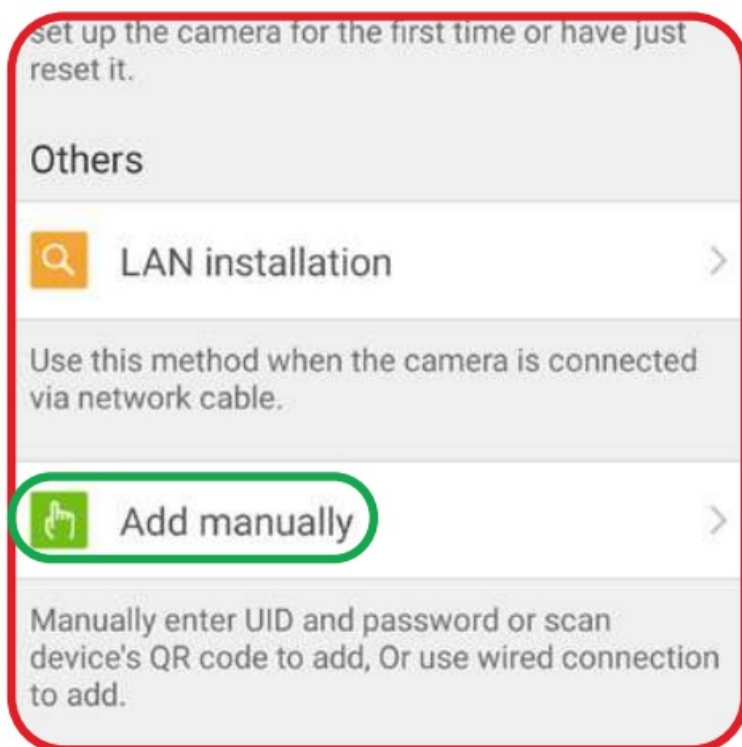 set up the camera for the first time or have just
reset it.
Others
LAN installation
Use this method when the camera is connected
via network cable.
Add manually
Manually enter UID and password or scan
device's QR code to add, Or use wired connection
to add.